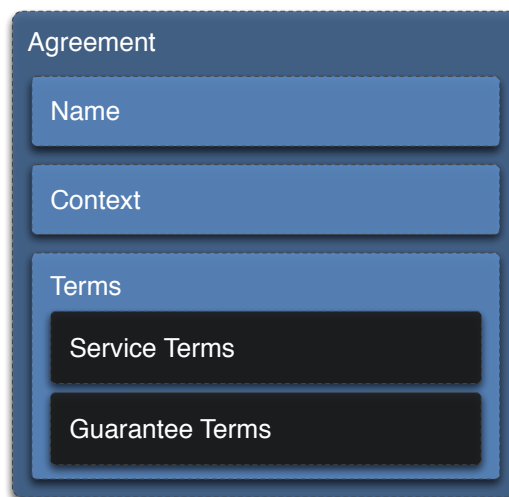 Agreement
Name
Context
Terms
Service Terms
Guarantee Terms